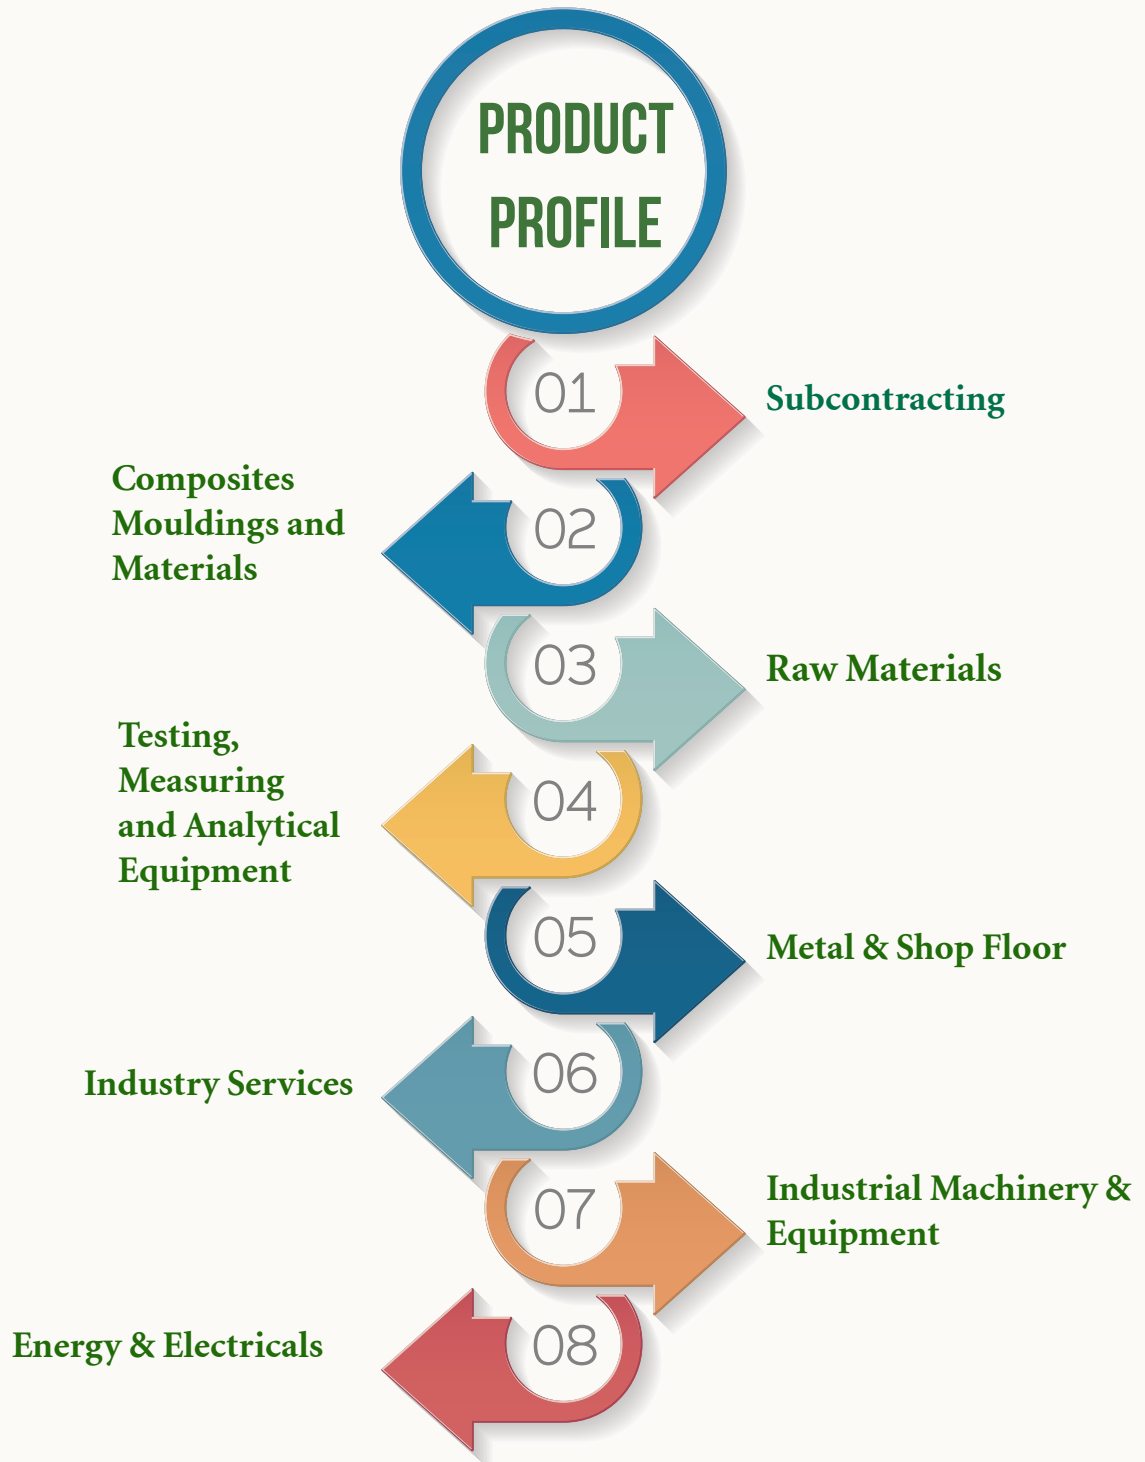 PRODUCT
PROFILE
01
Subcontracting
Composites
Mouldings and
Materials
02
03
Raw Materials
Testing,
Measuring
and Analytical
Equipment
04
05
Metal & Shop Floor
Industry Services
06
07
Industrial Machinery &
Equipment
Energy & Electricals
08